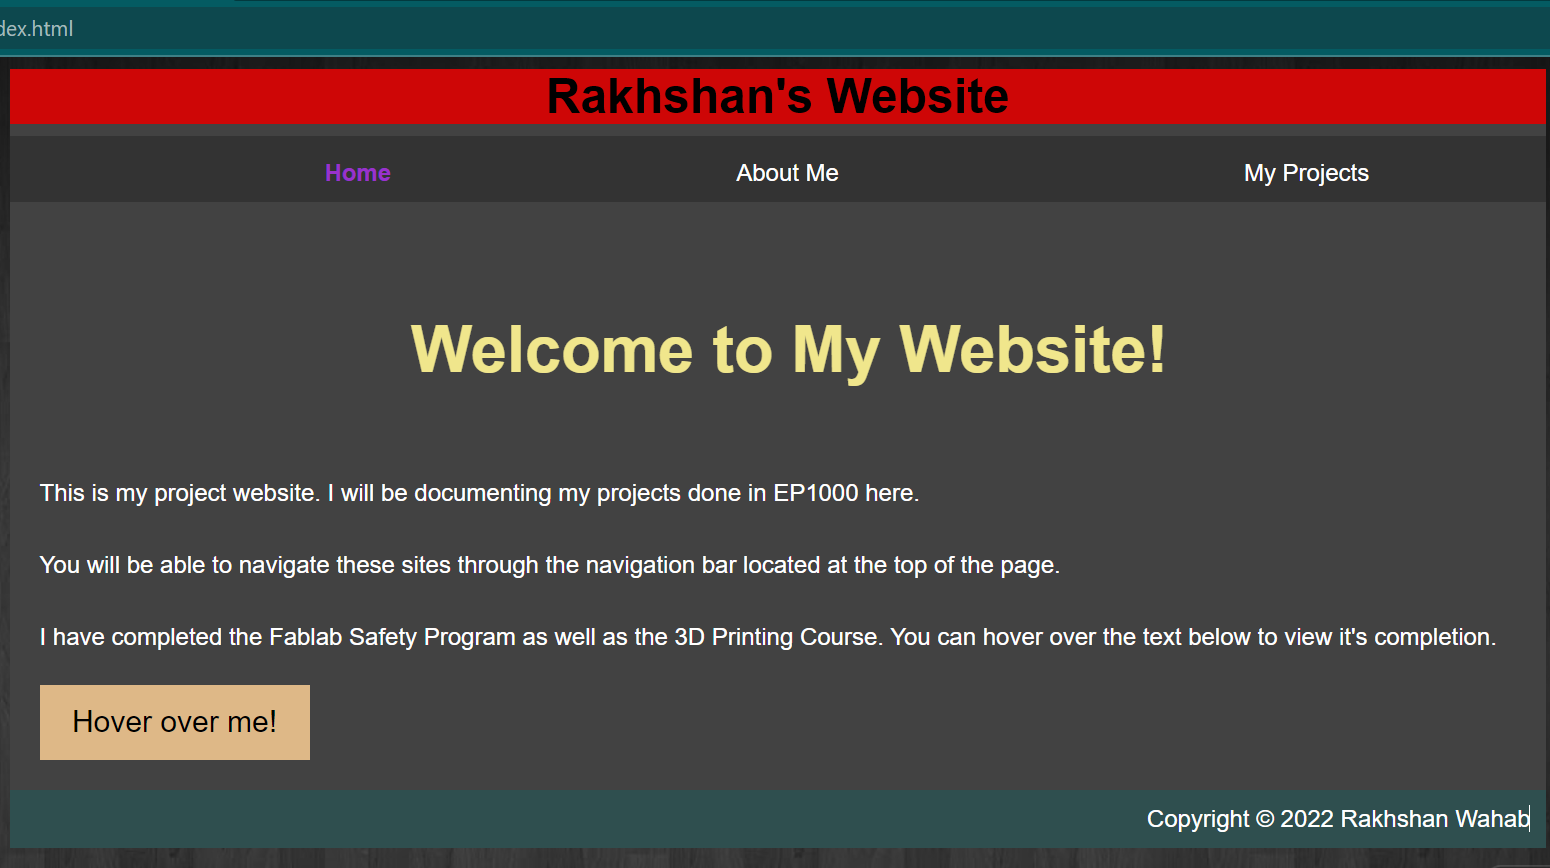 dex.html
Rakhshan's Website
Home About Me My Projects
Welcome to My Website!
This is my project website. I will be documenting my projects done in EP1000 here.
You will be able to navigate these sites through the navigation bar located at the top of the page.
I have completed the Fablab Safety Program as well as the 3D Printing Course. You can hover over the text below to view it's completion.
Hover over me!
Copyright © 2022 Rakhshan Wahab